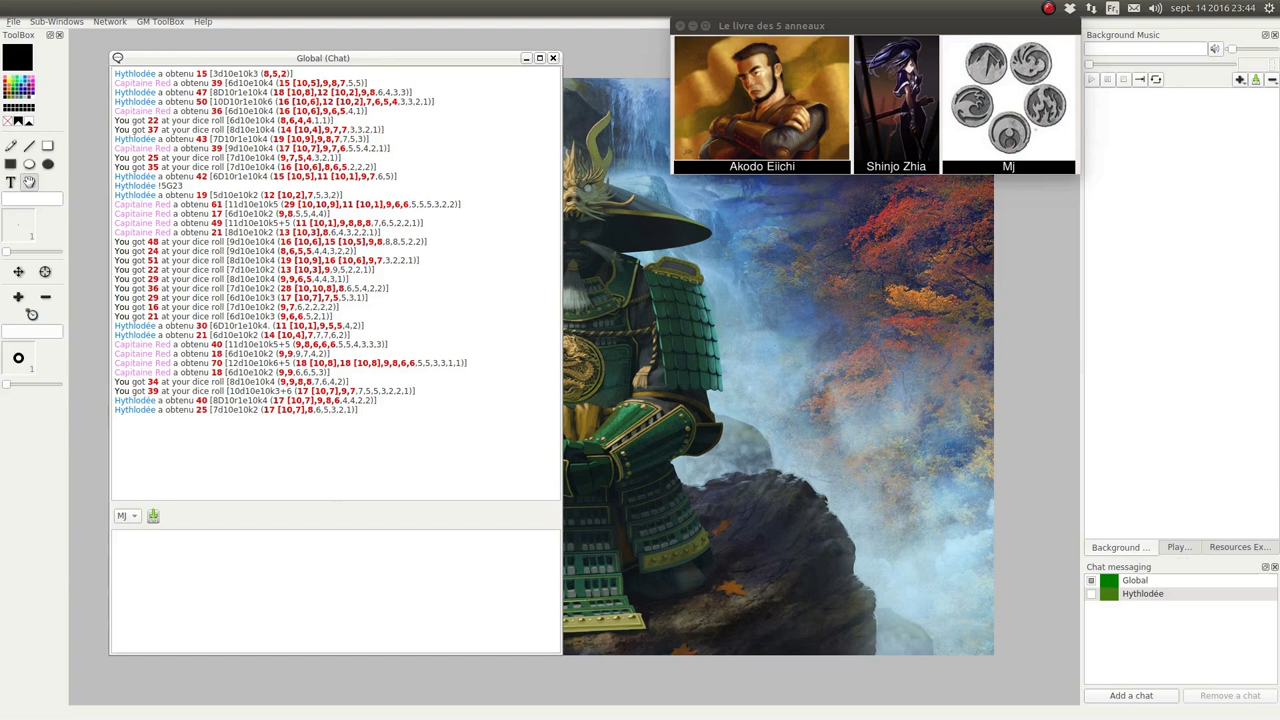 Le livre des 5 anneaux
Fr
sept. 14 2016 23:44
File Sub-Windows Network GM ToolBox Help
ToolBox
T
1
1
Global (Chat)
Hythlodée a obtenu 15 [3d10e10k3 (8,5,2)]
Capitaine Red a obtenu 39 [6d10e10k4 (15 [10,5],9,8,7,5,5)]
Hythlodée a obtenu 47 [8D10r1e10k4 (18 [10,8],12 [10,2],9,8,6,4,3,3)]
Hythlodée a obtenu 50 [10D10r1e10k6 (16 [10,6],12 [10,2],7,6,5,4,3,3,2,1)]
Capitaine Red a obtenu 36 [6d10e10k4 (16 [10,6],9,6,5,4,1)]
You got 22 at your dice roll [6d10e10k4 (8,6,4,4,1,1)]
You got 37 at your dice roll [8d10e10k4 (14 [10,4],9,7,7,3,3,2,1)]
Hythlodée a obtenu 43 [7D10r1e10k4 (19 [10,9],9,8,7,7,5,3)]
Capitaine Red a obtenu 39 [9d10e10k4 (17 [10,7],9,7,6,5,5,4,2,1)]
You got 25 at your dice roll [7d10e10k4 (9,7,5,4,3,2,1)]
You got 35 at your dice roll [7d10e10k4 (16 [10,6],8,6,5,2,2,2)]
Hythlodée a obtenu 42 [6D10r1e10k4 (15 [10,5],11 [10,1],9,7,6,5)]
Hythlodée !5G23
Hythlodée a obtenu 19 [5d10e10k2 (12 [10,2],7,5,3,2)]
Capitaine Red a obtenu 61 [11d10e10k5 (29 [10,10,9],11 [10,1],9,6,6,5,5,5,3,2,2)]
Capitaine Red a obtenu 17 [6d10e10k2 (9,8,5,5,4,4)]
Capitaine Red a obtenu 49 [11d10e10k5+5 (11 [10,1],9,8,8,8,7,6,5,2,2,1)]
Capitaine Red a obtenu 21 [8d10e10k2 (13 [10,3],8,6,4,3,2,2,1)]
You got 48 at your dice roll [9d10e10k4 (16 [10,6],15 [10,5],9,8,8,8,5,2,2)]
You got 24 at your dice roll [9d10e10k4 (8,6,5,5,4,4,3,2,2)]
You got 51 at your dice roll [8d10e10k4 (19 [10,9],16 [10,6],9,7,3,2,2,1)]
You got 22 at your dice roll [7d10e10k2 (13 [10,3],9,9,5,2,2,1)]
You got 29 at your dice roll [8d10e10k4 (9,9,6,5,4,4,3,1)]
You got 36 at your dice roll [7d10e10k2 (28 [10,10,8],8,6,5,4,2,2)]
You got 29 at your dice roll [6d10e10k3 (17 [10,7],7,5,5,3,1)]
You got 16 at your dice roll [7d10e10k2 (9,7,6,2,2,2,2)]
You got 21 at your dice roll [6d10e10k3 (9,6,6,5,2,1)]
Hythlodée a obtenu 30 [6D10r1e10k4. (11 [10,1],9,5,5,4,2)]
Hythlodée a obtenu 21 [6d10e10k2 (14 [10,4],7,7,7,6,2)]
Capitaine Red a obtenu 40 [11d10e10k5+5 (9,8,6,6,6,5,5,4,3,3,3)]
Capitaine Red a obtenu 18 [6d10e10k2 (9,9,9,7,4,2)]
Capitaine Red a obtenu 70 [12d10e10k6+5 (18 [10,8],18 [10,8],9,8,6,6,5,5,3,3,1,1)]
Capitaine Red a obtenu 18 [6d10e10k2 (9,9,6,6,5,3)]
You got 34 at your dice roll [8d10e10k4 (9,9,8,8,7,6,4,2)]
You got 39 at your dice roll [10d10e10k3+6 (17 [10,7],9,7,7,5,5,3,2,2,1)]
Hythlodée a obtenu 40 [8D10r1e10k4 (17 [10,7],9,8,6,4,4,2,2)]
Hythlodée a obtenu 25 [7d10e10k2 (17 [10,7],8,6,5,3,2,1)]
MJ
Akodo Eiichi
Shinjo Zhia
Mj
Background Music
Background ... Play... Resources Ex...
Chat messaging
Global
Hythlodée
Add a chat
Remove a chat